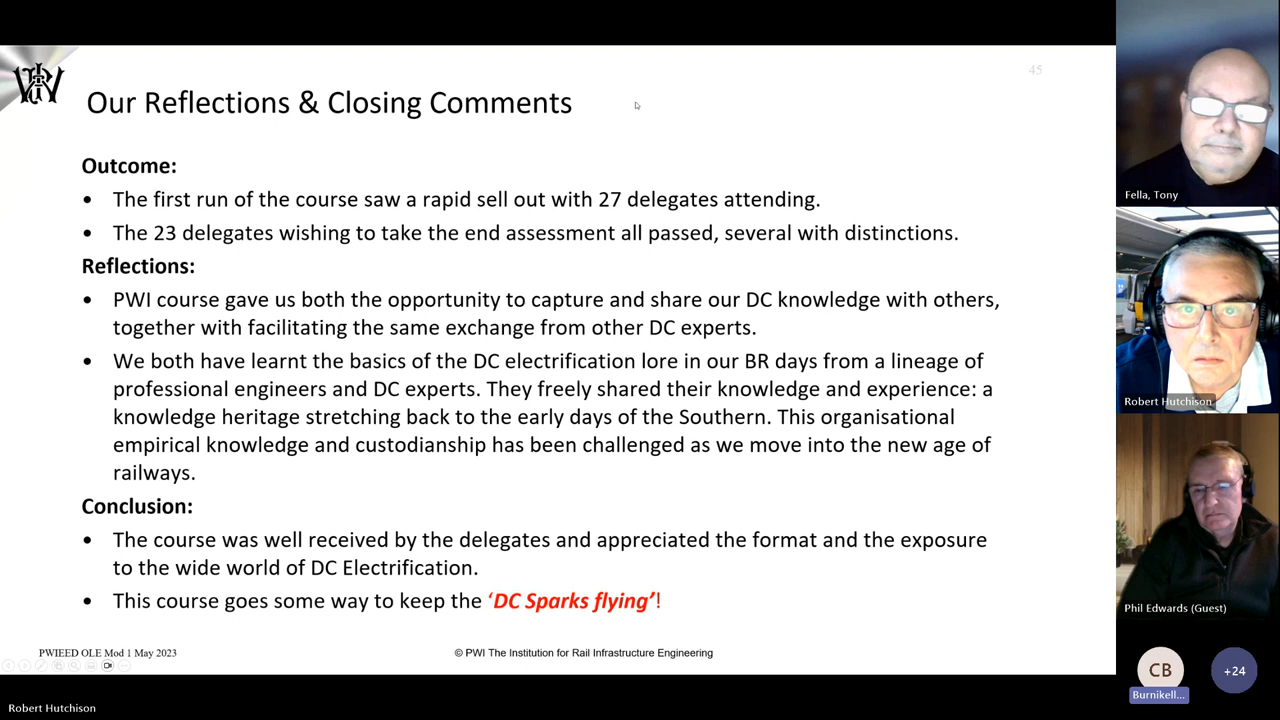 45
Our Reflections & Closing Comments
Outcome:
• The first run of the course saw a rapid sell out with 27 delegates attending.
• The 23 delegates wishing to take the end assessment all passed, several with distinctions.
Reflections:
• PWI course gave us both the opportunity to capture and share our DC knowledge with others,
together with facilitating the same exchange from other DC experts.
• We both have learnt the basics of the DC electrification lore in our BR days from a lineage of
professional engineers and DC experts. They freely shared their knowledge and experience: a
knowledge heritage stretching back to the early days of the Southern. This organisational
empirical knowledge and custodianship has been challenged as we move into the new age of
railways.
Conclusion:
• The course was well received by the delegates and appreciated the format and the exposure
to the wide world of DC Electrification.
• This course goes some way to keep the ‘DC Sparks flying’!
PWIEED OLE Mod 1 May 2023
© PWI The Institution for Rail Infrastructure Engineering
Robert Hutchison
Fella, Tony
Robert Hutchison
Phil Edwards (Guest)
CB
+24
Burnikell...